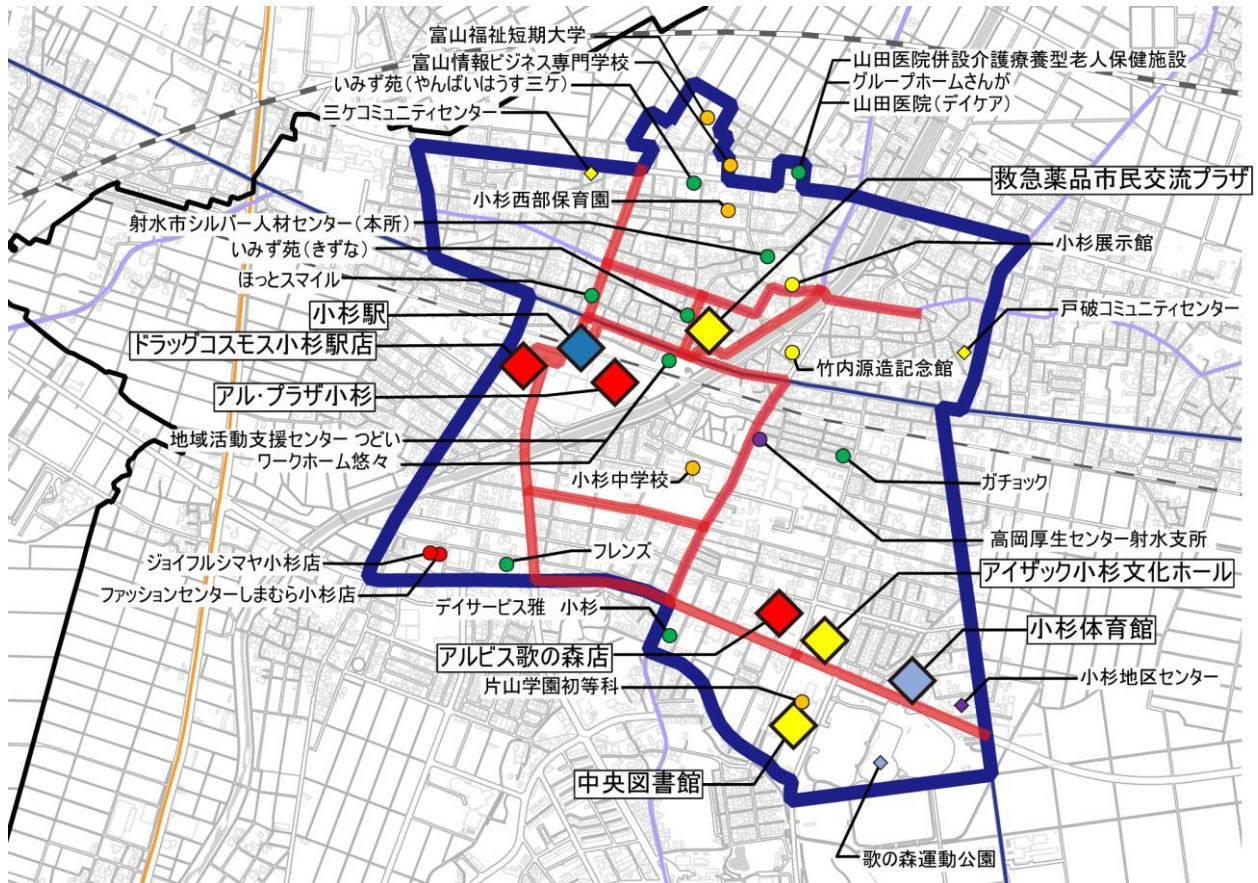 富山福祉短期大学
富山情報ビジネス専門学校
いみず苑(やんばいはうす三ケ)
三ケコミュニティセンター
山田医院併設介護療養型老人保健施設
グループホームさんが
山田医院(デイケア)
救急薬品市民交流プラザ
小杉西部保育園
射水市シルバー人材センター(本所)
いみず苑(きずな)
ほっとスマイル
小杉駅
ドラッグコスモス小杉駅店
アル・プラザ小杉
小杉展示館
戸破コミュニティセンター
竹内源造記念館
地域活動支援センター つどい
ワークホーム悠々
小杉中学校
ガチョック
高岡厚生センター射水支所
ジョイフルシマヤ小杉店
ファッションセンターしまむら小杉店
フレンズ
アイザック小杉文化ホール
デイサービス雅 小杉
アルビス歌の森店
小杉体育館
片山学園初等科
小杉地区センター
中央図書館
歌の森運動公園